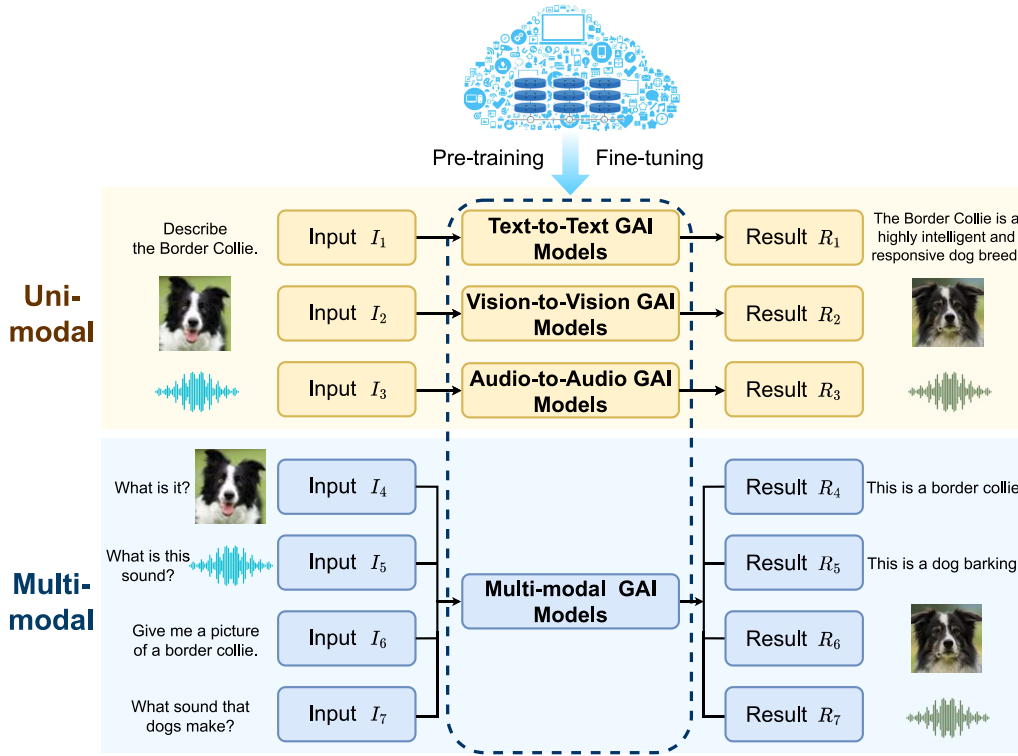 Pre-training
Fine-tuning
Uni-
modal
Describe
the Border Collie.
Input I₁
Text-to-Text GAI
Models
Result R₁
The Border Collie is a
highly intelligent and
responsive dog breed
Input I₂
Vision-to-Vision GAI
Models
Result R₂
Input I₃
Audio-to-Audio GAI
Models
Result R₃
Multi-
modal
What is it?
Input I₄
Result R₄
This is a border collie
What is this
sound?
Input I₅
Result R₅
This is a dog barking
Multi-modal GAI
Models
Give me a picture
of a border collie.
Input I₆
Result R₆
What sound that
dogs make?
Input I₇
Result R₇